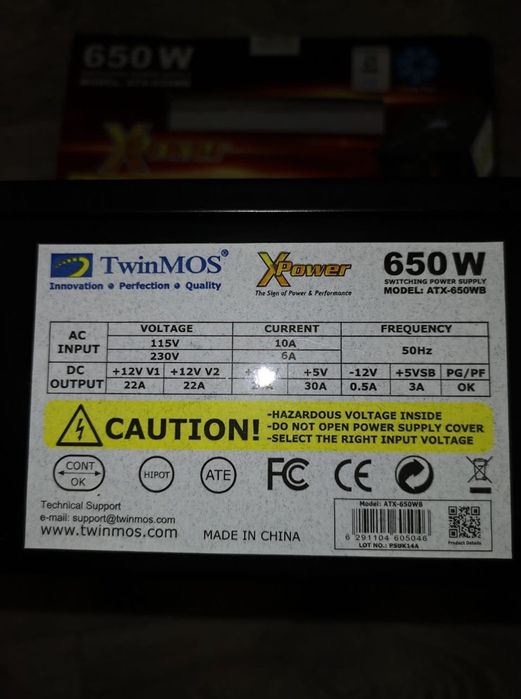 650W
XPower
TwinMOS®
Innovation • Perfection • Quality
XPower
The Sign of Power & Performance
650W
SWITCHING POWER SUPPLY
MODEL: ATX-650WB
AC INPUT VOLTAGE CURRENT FREQUENCY
115V 10A 50Hz
230V 6A
DC OUTPUT +12V V1 +12V V2 +5V -12V +5VSB PG/PF
22A 22A 30A 0.5A 3A OK
CAUTION!
-HAZARDOUS VOLTAGE INSIDE
-DO NOT OPEN POWER SUPPLY COVER
-SELECT THE RIGHT INPUT VOLTAGE
CONT
OK
HIPOT
ATE
FC
CE
Technical Support
e-mail: support@twinmos.com
www.twinmos.com
MADE IN CHINA
Model: ATX-650WB
6 291104 605046
LOT NO.: PSUK14A
Product Details